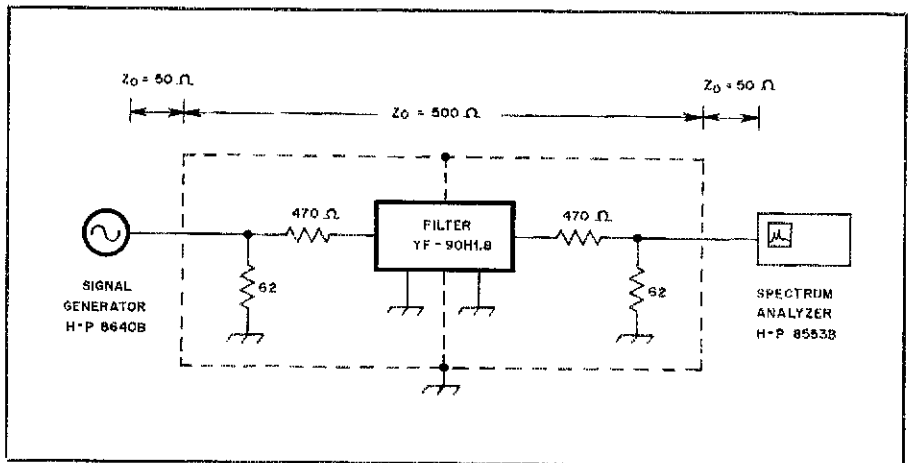 Z₀ = 50 Ω
Z₀ = 500 Ω
Z₀ = 50 Ω
470 Ω
FILTER
YF-90H1.8
470 Ω
62
62
SIGNAL
GENERATOR
H-P 8640B
SPECTRUM
ANALYZER
H-P 8553B